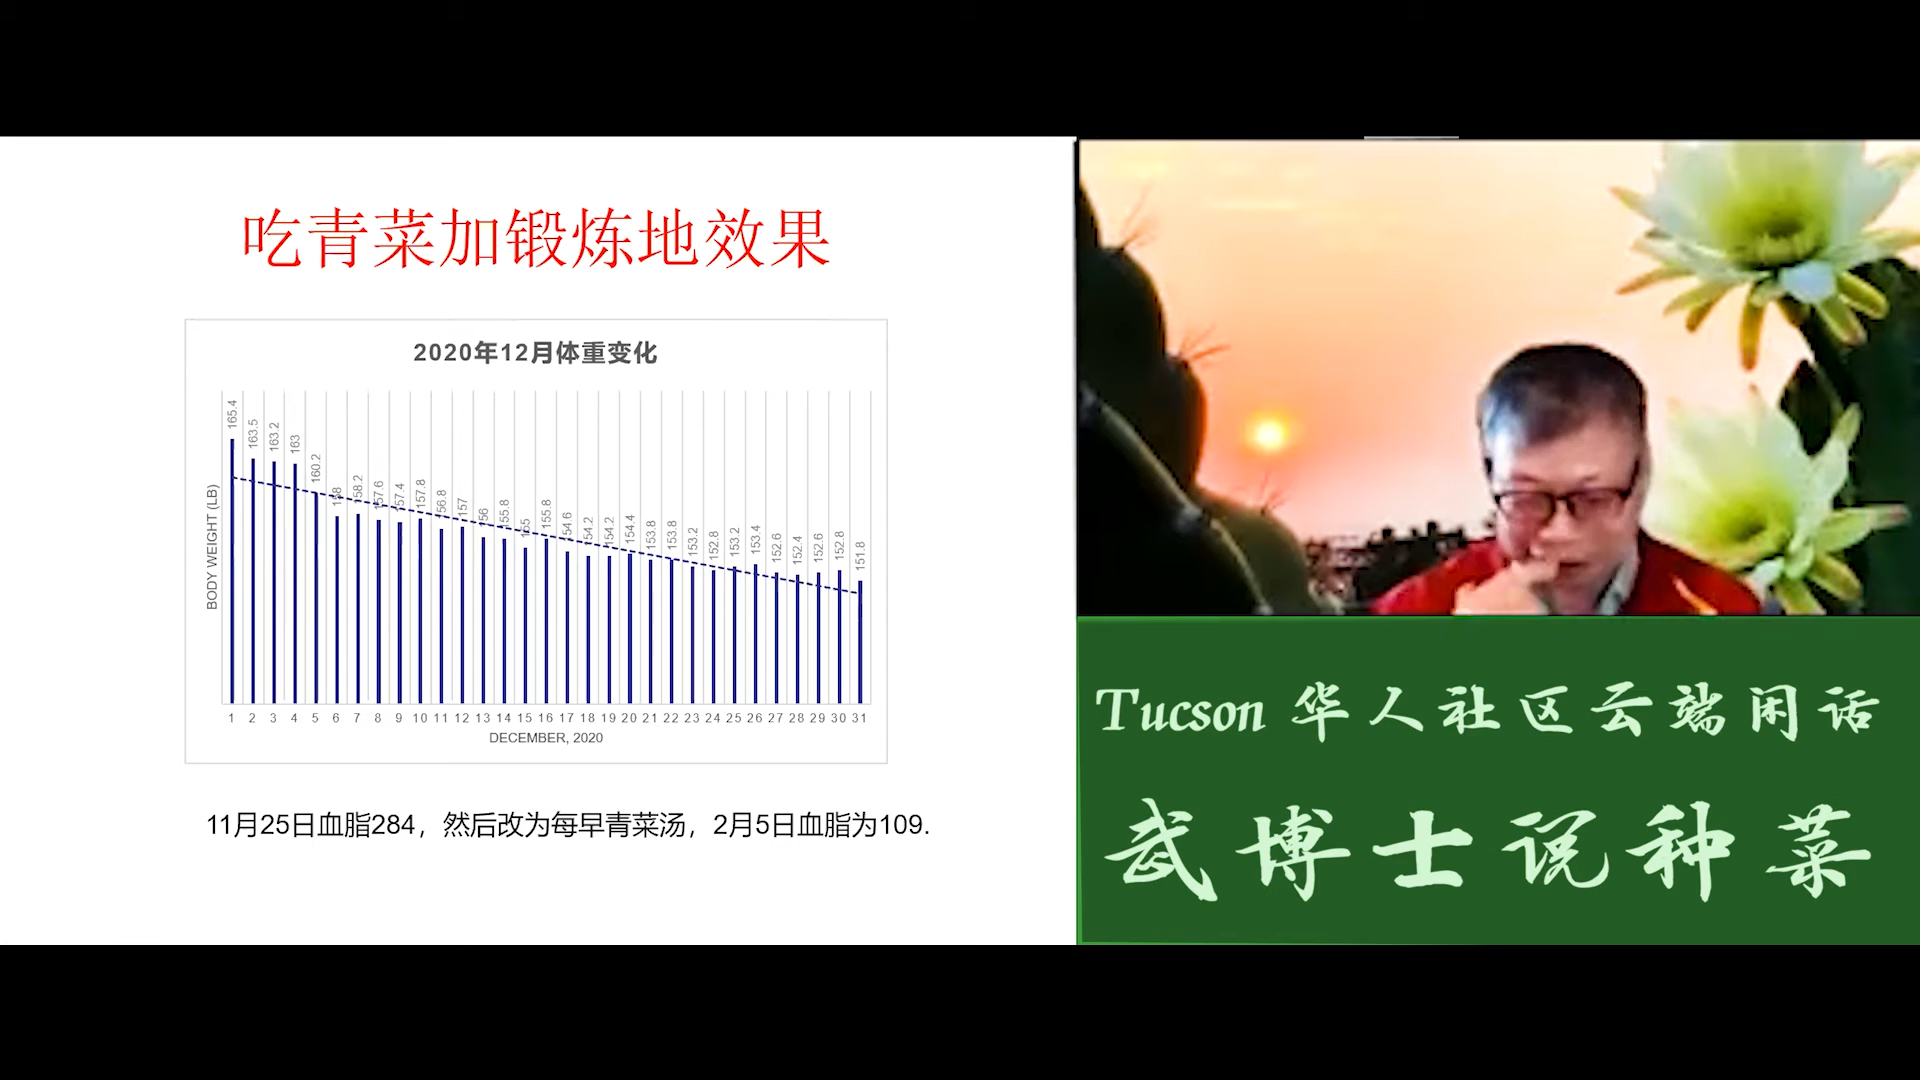 吃青菜加锻炼地效果
2020年12月体重变化
BODY WEIGHT (LB)
165.4 163.5 163.2 163 160.2 158 158.2 157.6 157.4 157.8 156.8 157 156 155.8 155 155.8 154.6 154.2 154.2 154.4 153.8 153.8 153.2 152.8 153.2 153.4 152.6 152.4 152.6 152.8 151.8
1 2 3 4 5 6 7 8 9 10 11 12 13 14 15 16 17 18 19 20 21 22 23 24 25 26 27 28 29 30 31
DECEMBER, 2020
11月25日血脂284，然后改为每早青菜汤，2月5日血脂为109.
Tucson 华人社区云端闲话
武博士说种菜